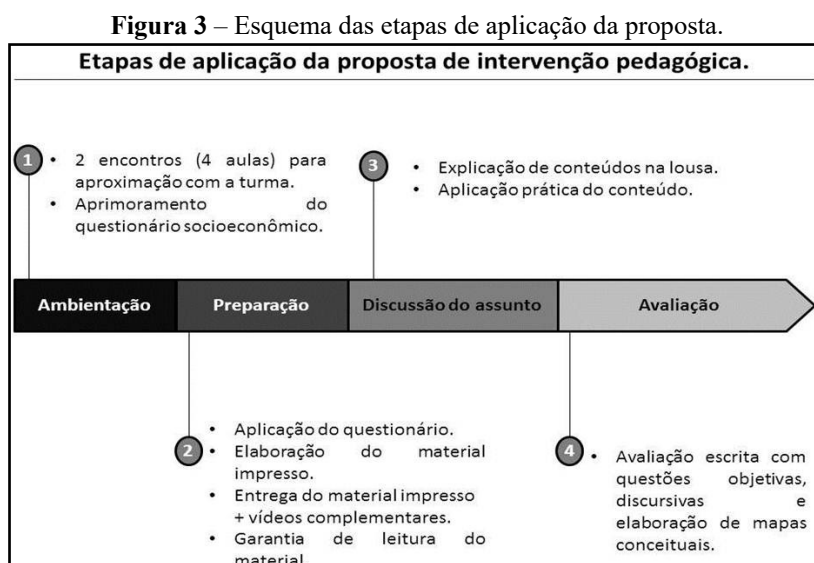 Figura 3 – Esquema das etapas de aplicação da proposta.
Etapas de aplicação da proposta de intervenção pedagógica.
1
• 2 encontros (4 aulas) para
aproximação com a turma.
• Aprimoramento do
questionário socioeconômico.
3
• Explicação de conteúdos na lousa.
• Aplicação prática do conteúdo.
Ambientação
Preparação
Discussão do assunto
Avaliação
2
• Aplicação do questionário.
• Elaboração do material
impresso.
• Entrega do material impresso
+ vídeos complementares.
• Garantia de leitura do
material.
4
• Avaliação escrita com
questões objetivas,
discursivas e
elaboração de mapas
conceituais.